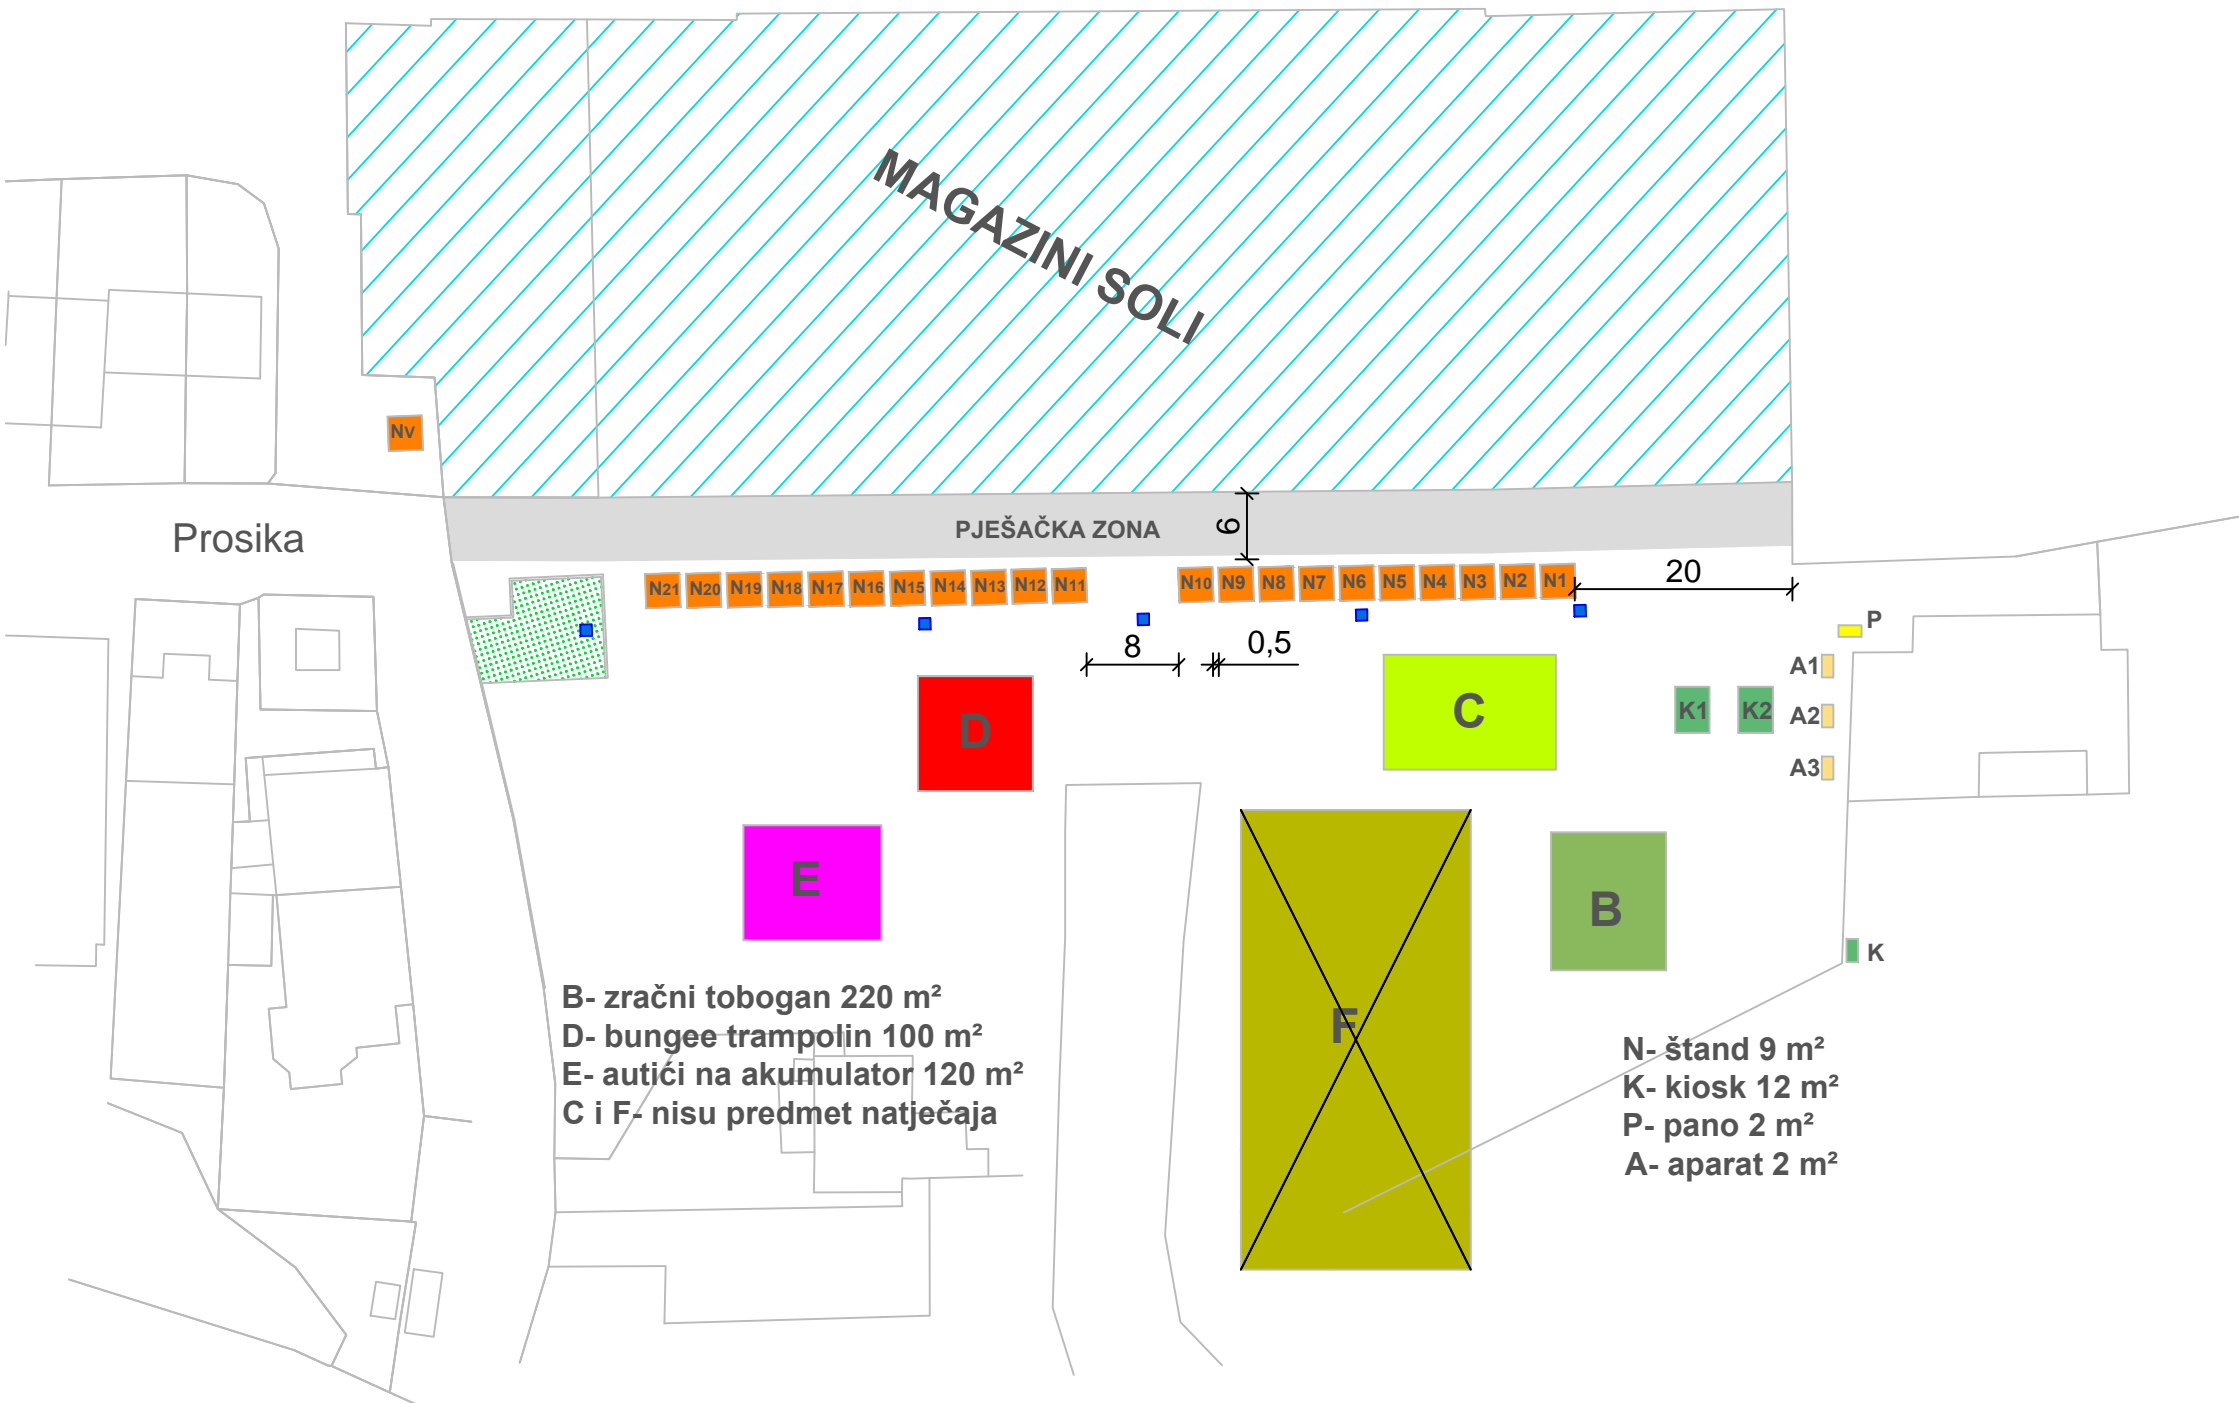 MAGAZINI SOLI
Nv
Prosika
PJEŠAČKA ZONA
6
N21 N20 N19 N18 N17 N16 N15 N14 N13 N12 N11 N10 N9 N8 N7 N6 N5 N4 N3 N2 N1
20
8
0,5
P
A1
A2
A3
K1
K2
D
C
E
B
F
K
B- zračni tobogan 220 m²
D- bungee trampolin 100 m²
E- autići na akumulator 120 m²
C i F- nisu predmet natječaja
N- štand 9 m²
K- kiosk 12 m²
P- pano 2 m²
A- aparat 2 m²